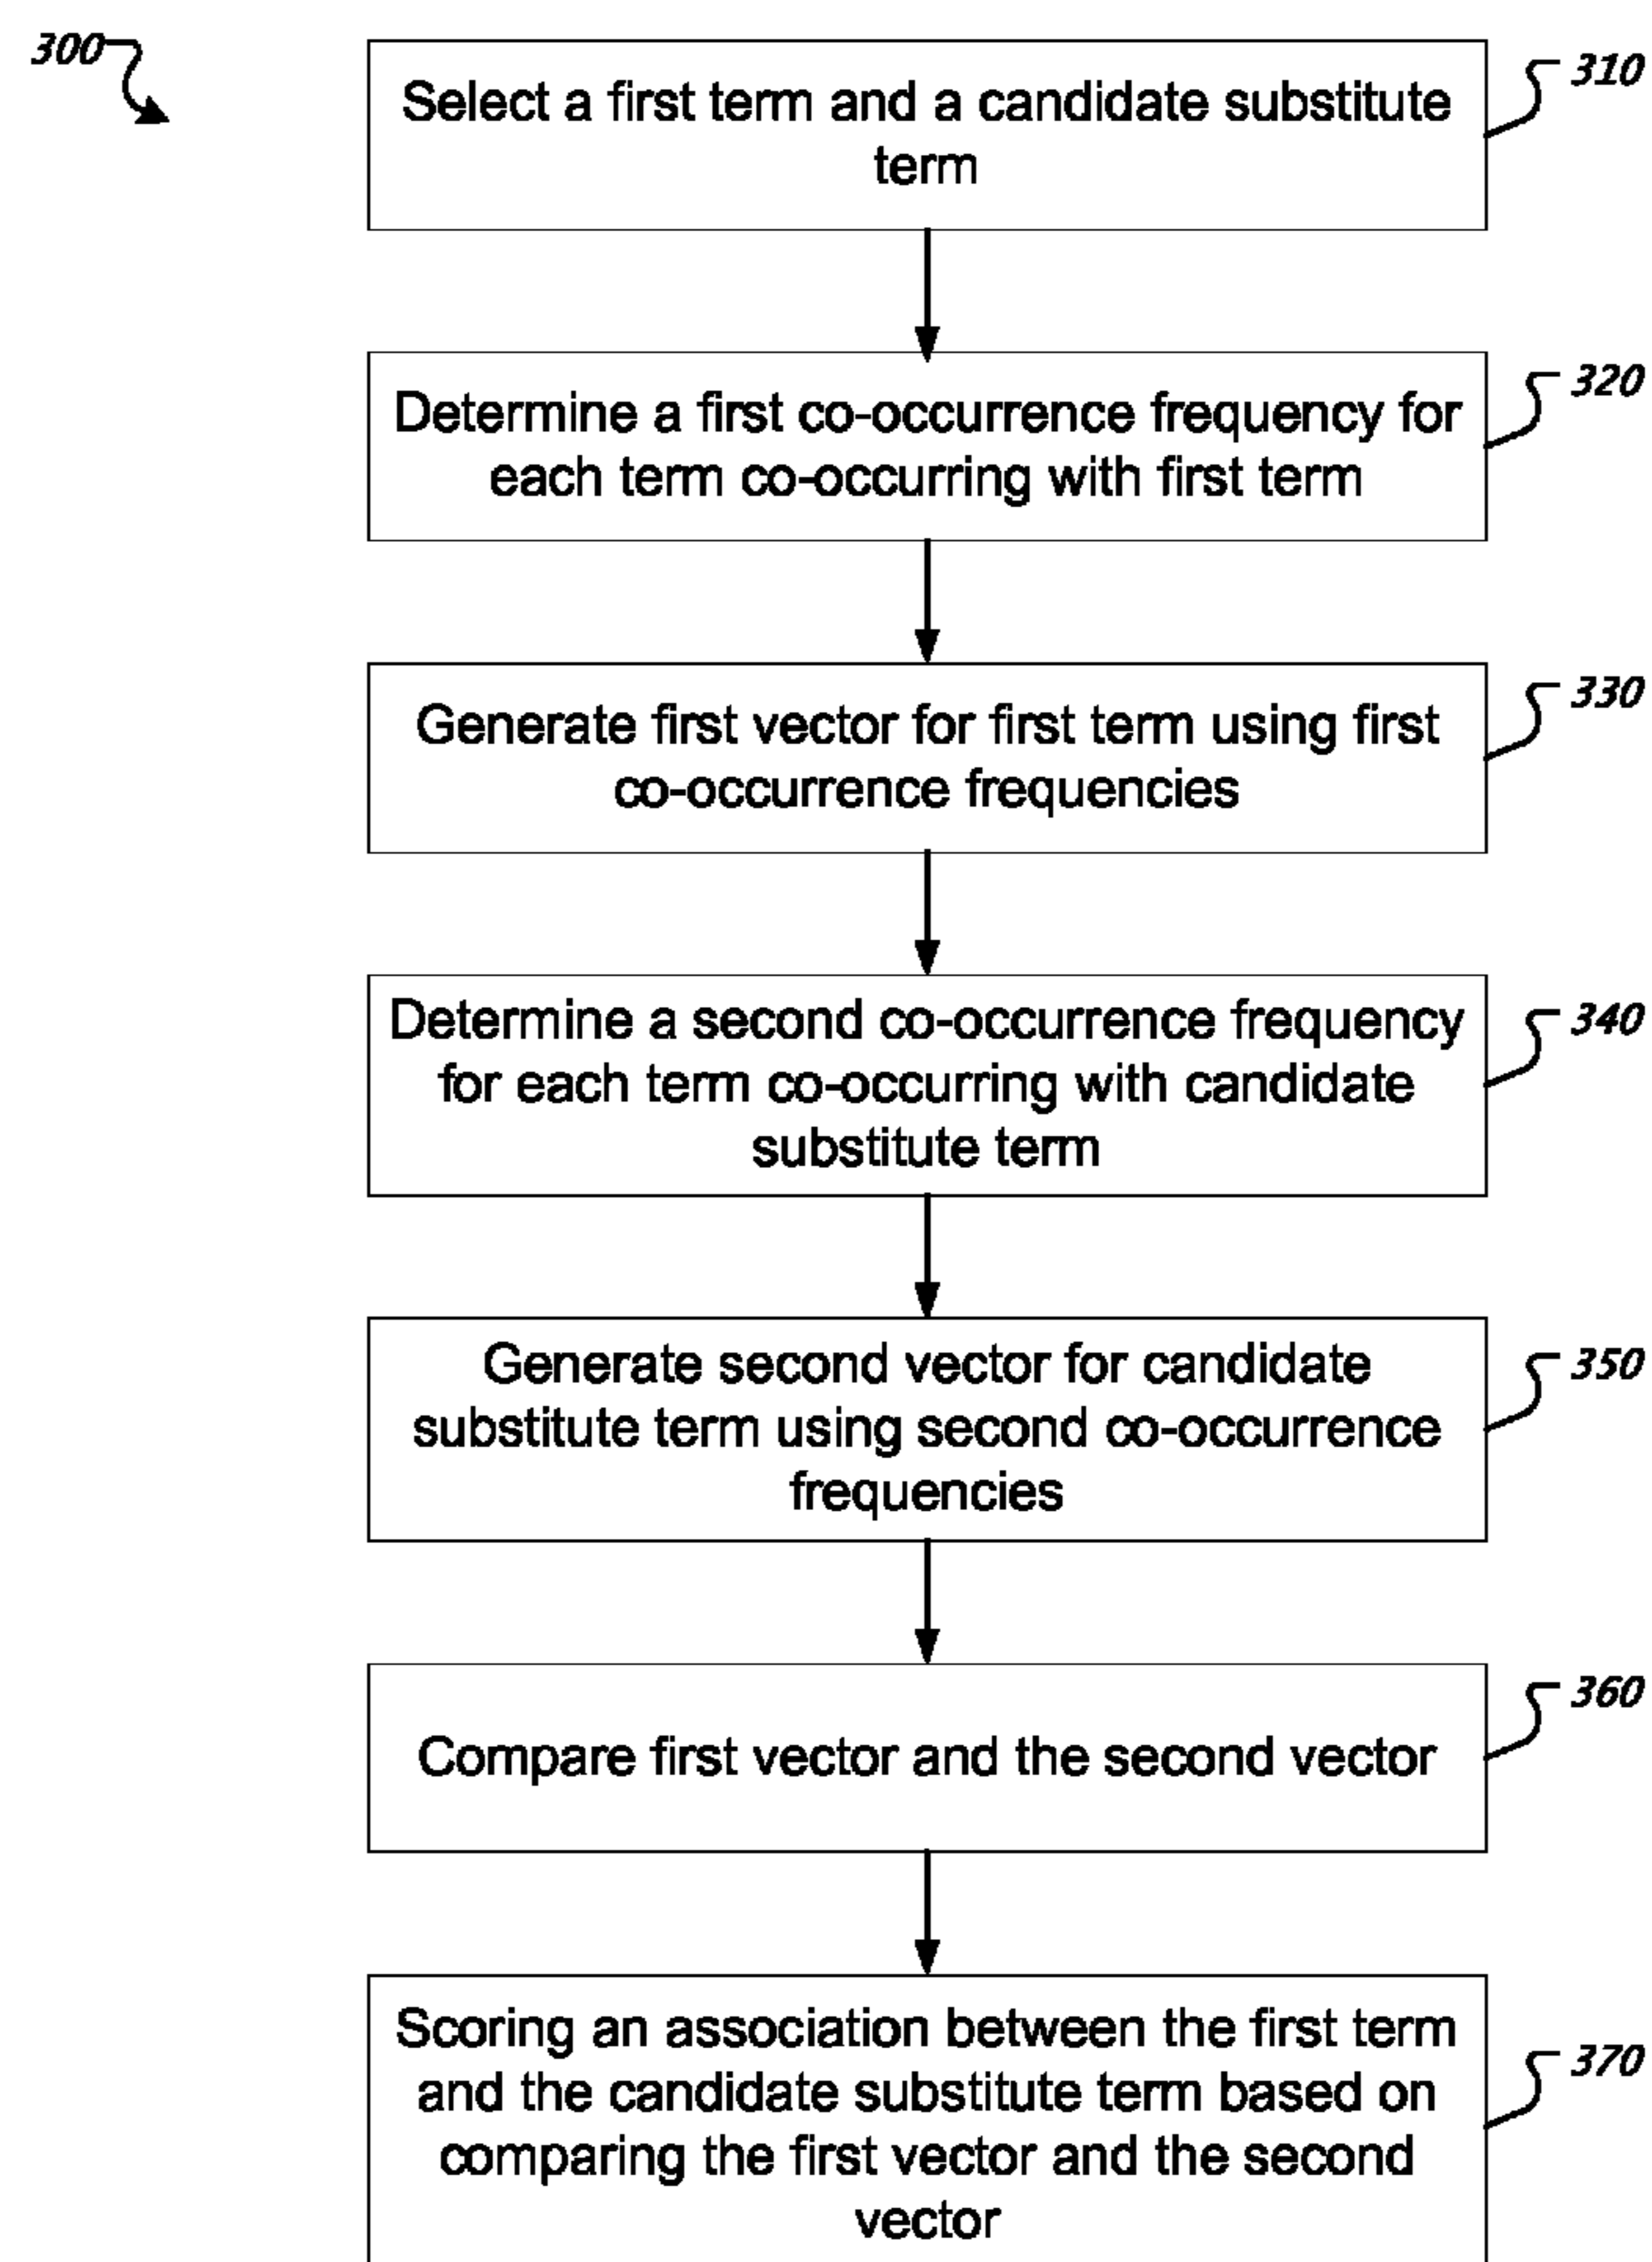 300
310
Select a first term and a candidate substitute
term
320
Determine a first co-occurrence frequency for
each term co-occurring with first term
330
Generate first vector for first term using first
co-occurrence frequencies
340
Determine a second co-occurrence frequency
for each term co-occurring with candidate
substitute term
350
Generate second vector for candidate
substitute term using second co-occurrence
frequencies
360
Compare first vector and the second vector
370
Scoring an association between the first term
and the candidate substitute term based on
comparing the first vector and the second
vector